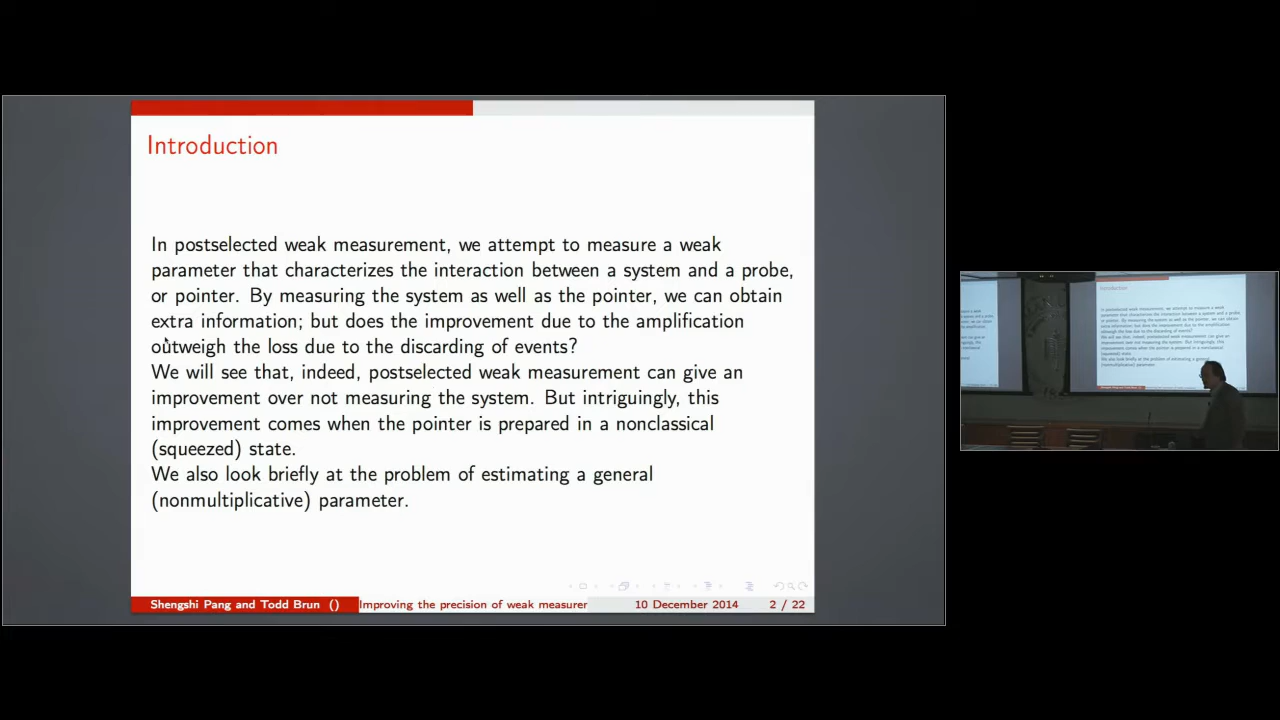 Introduction
In postselected weak measurement, we attempt to measure a weak
parameter that characterizes the interaction between a system and a probe,
or pointer. By measuring the system as well as the pointer, we can obtain
extra information; but does the improvement due to the amplification
outweigh the loss due to the discarding of events?
We will see that, indeed, postselected weak measurement can give an
improvement over not measuring the system. But intriguingly, this
improvement comes when the pointer is prepared in a nonclassical
(squeezed) state.
We also look briefly at the problem of estimating a general
(nonmultiplicative) parameter.
Shengshi Pang and Todd Brun () Improving the precision of weak measurer 10 December 2014 2 / 22